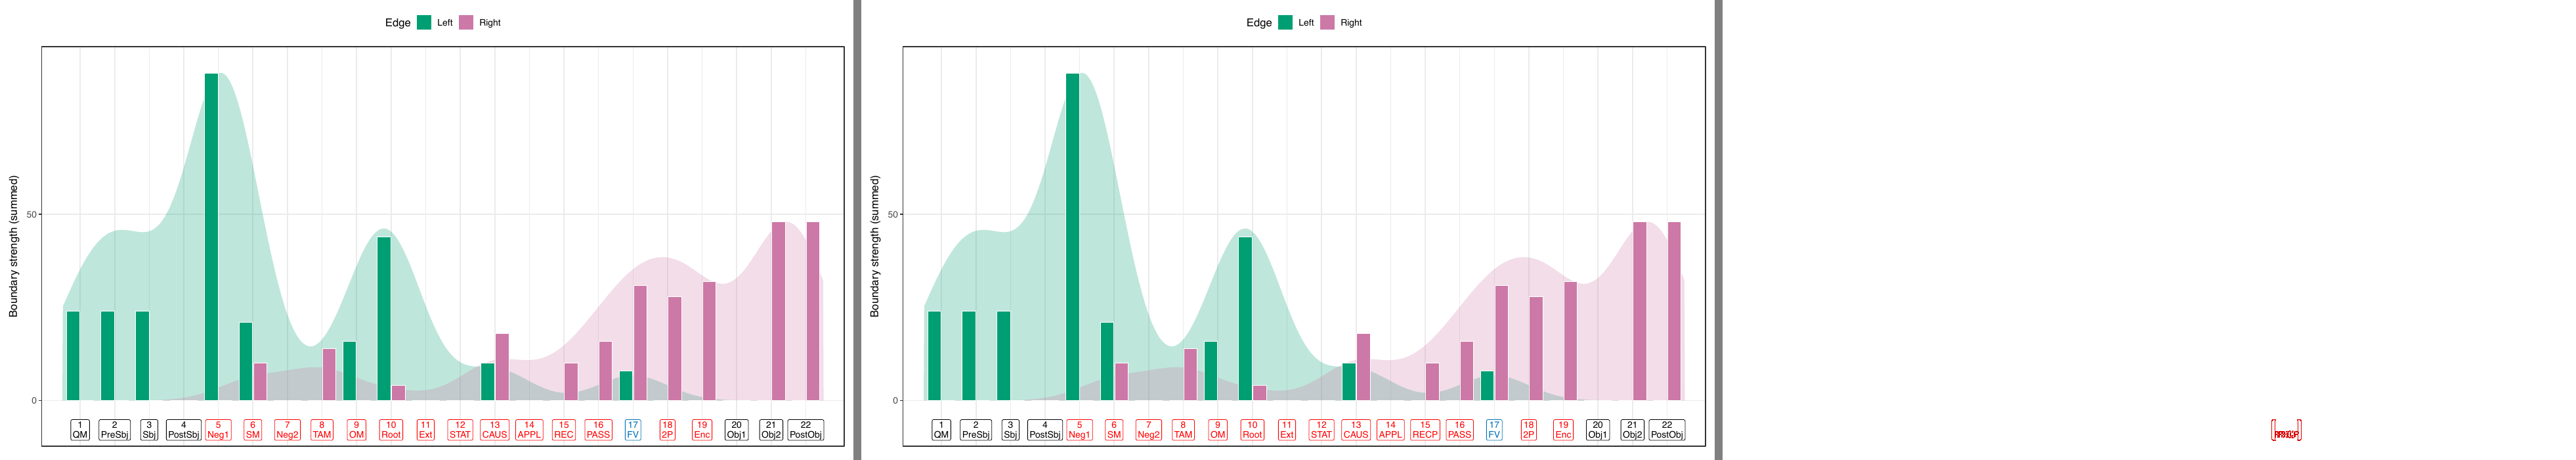 Edge Left Right
Boundary strength (summed)
50
0
1 2 3 4 5 6 7 8 9 10 11 12 13 14 15 16 17 18 19 20 21 22
QM PreSbj Sbj PostSbj Neg1 SM Neg2 TAM OM Root Ext STAT CAUS APPL REC PASS FV 2P Enc Obj1 Obj2 PostObj
Edge Left Right
Boundary strength (summed)
50
0
1 2 3 4 5 6 7 8 9 10 11 12 13 14 15 16 17 18 19 20 21 22
QM PreSbj Sbj PostSbj Neg1 SM Neg2 TAM OM Root Ext STAT CAUS APPL RECP PASS FV 2P Enc Obj1 Obj2 PostObj